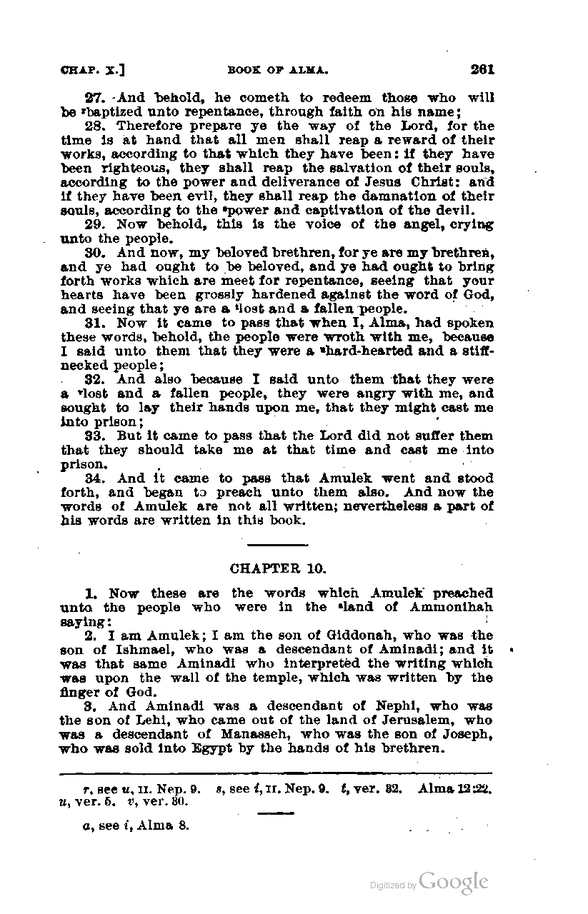 CHAP. X.] BOOK OF ALMA. 261
27. And behold, he cometh to redeem those who will
be ʳbaptized unto repentance, through faith on his name;
28. Therefore prepare ye the way of the Lord, for the
time is at hand that all men shall reap a reward of their
works, according to that which they have been: if they have
been righteous, they shall reap the salvation of their souls,
according to the power and deliverance of Jesus Christ: and
if they have been evil, they shall reap the damnation of their
souls, according to the ˢpower and captivation of the devil.
29. Now behold, this is the voice of the angel, crying
unto the people.
30. And now, my beloved brethren, for ye are my brethren,
and ye had ought to be beloved, and ye had ought to bring
forth works which are meet for repentance, seeing that your
hearts have been grossly hardened against the word of God,
and seeing that ye are a ᵗlost and a fallen people.
31. Now it came to pass that when I, Alma, had spoken
these words, behold, the people were wroth with me, because
I said unto them that they were a ᵘhard-hearted and a stiff-
necked people;
32. And also because I said unto them that they were
a ᵛlost and a fallen people, they were angry with me, and
sought to lay their hands upon me, that they might cast me
into prison;
33. But it came to pass that the Lord did not suffer them
that they should take me at that time and cast me into
prison.
34. And it came to pass that Amulek went and stood
forth, and began to preach unto them also. And now the
words of Amulek are not all written; nevertheless a part of
his words are written in this book.
CHAPTER 10.
1. Now these are the words which Amulek preached
unto the people who were in the ᵃland of Ammonihah
saying:
2. I am Amulek; I am the son of Giddonah, who was the
son of Ishmael, who was a descendant of Aminadi; and it
was that same Aminadi who interpreted the writing which
was upon the wall of the temple, which was written by the
finger of God.
3. And Aminadi was a descendant of Nephi, who was
the son of Lehi, who came out of the land of Jerusalem, who
was a descendant of Manasseh, who was the son of Joseph,
who was sold into Egypt by the hands of his brethren.
r, see u, II. Nep. 9. s, see i, II. Nep. 9. t, ver. 32. Alma 12:22.
u, ver. 5. v, ver. 30.
a, see i, Alma 8.
Digitized by Google